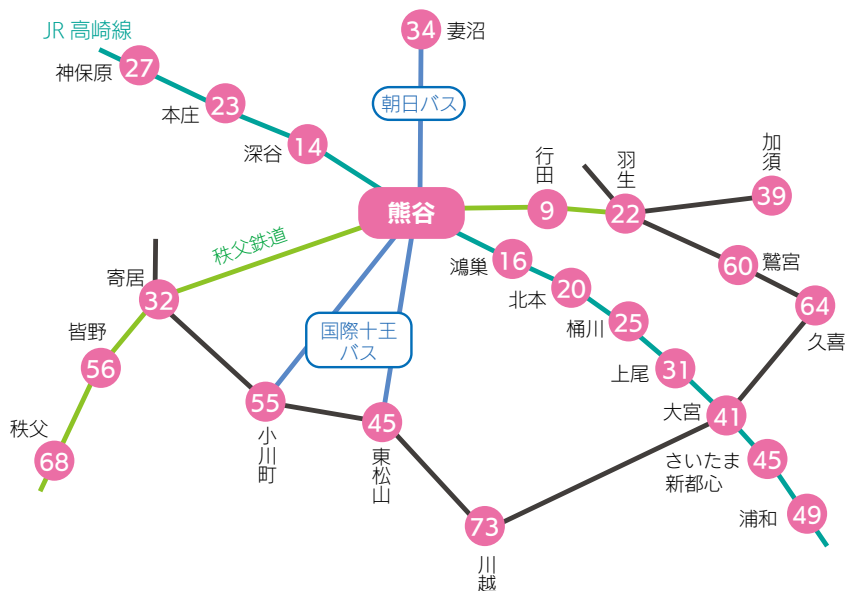 JR 高崎線
34
妻沼
神保原
27
本庄
23
朝日バス
深谷
14
行田
羽生
加須
熊谷
9
22
39
秩父鉄道
鴻巣
16
60
鷲宮
寄居
32
北本
20
64
久喜
皆野
56
国際十王
バス
桶川
25
上尾
31
秩父
68
55
小川町
45
東松山
大宮
41
さいたま
新都心
45
73
川越
浦和
49